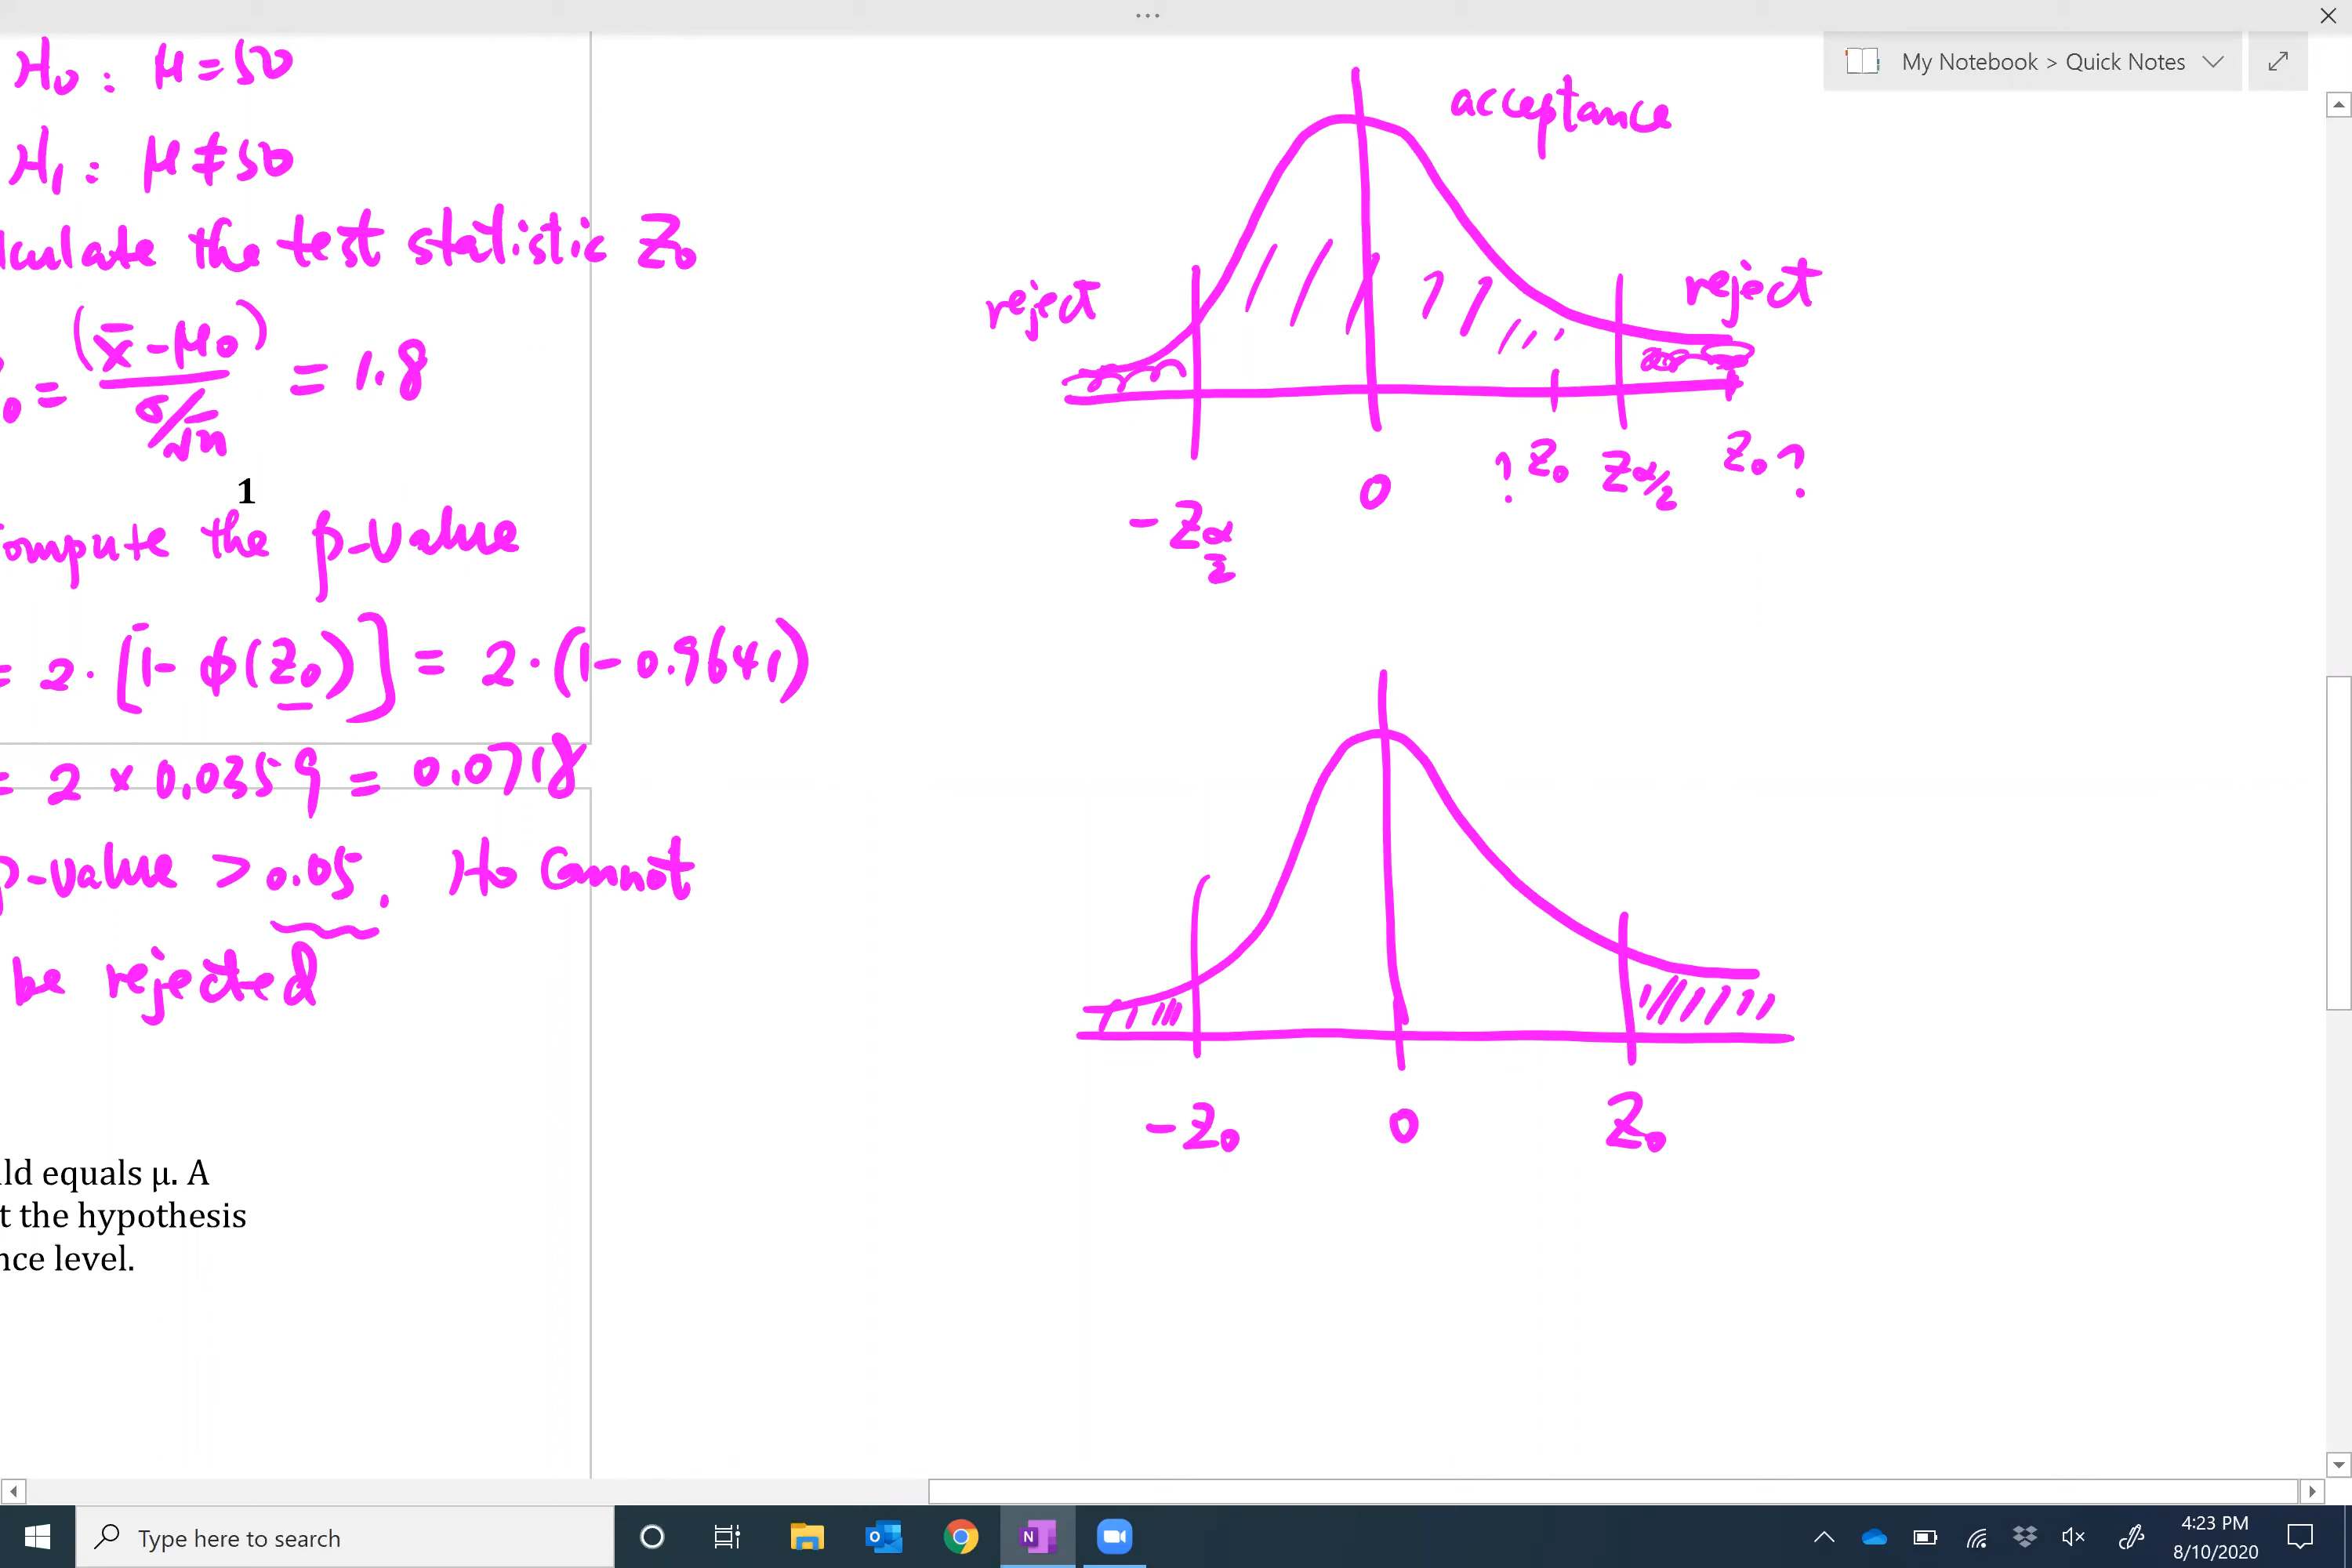 My Notebook > Quick Notes
H₀ : μ = 50
H₁ : μ ≠ 50
lculate the test statistic Z₀
₀ = (x̄ - μ₀) / (σ/√n) = 1.8
1
ompute the p-value
= 2 · [1 - ϕ(Z₀)] = 2 · (1 - 0.9641)
= 2 × 0.0359 = 0.0718
p-value > 0.05. H₀ Cannot
be rejected
ld equals μ. A
t the hypothesis
nce level.
acceptance
reject
reject
-Zα/2
0
? Z₀
Zα/2
Z₀ ?
-Z₀
0
Z₀
Type here to search
4:23 PM
8/10/2020